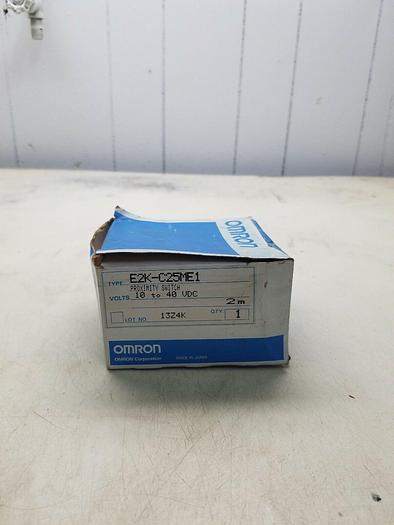 OMRON
TYPE E2K-C25ME1
PROXIMITY SWITCH
VOLTS 10 to 40 VDC
2m
LOT NO. 13Z4K QTY. 1
OMRON
OMRON Corporation MADE IN JAPAN